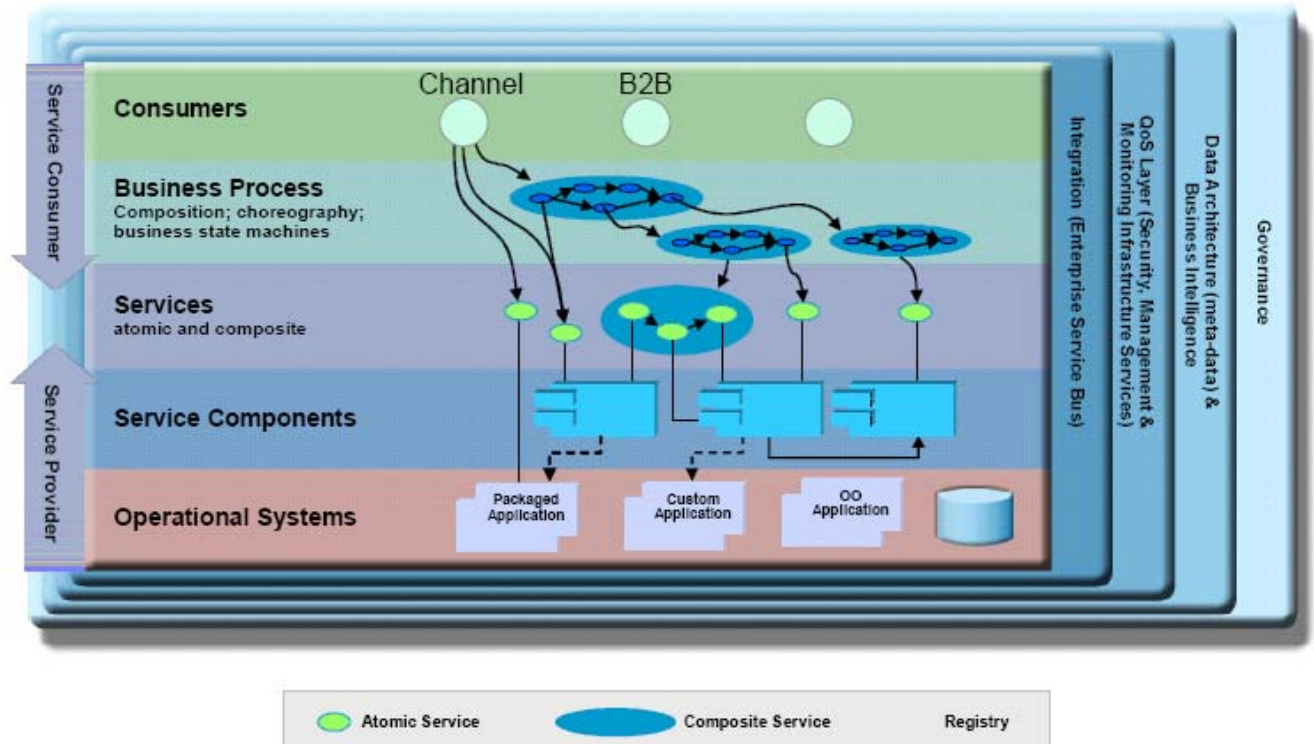 Channel
B2B
Consumers
Business Process
Composition; choreography;
business state machines
Services
atomic and composite
Service Components
Operational Systems
Packaged
Application
Custom
Application
OO
Application
Service Consumer
Service Provider
Integration (Enterprise Service Bus)
QoS Layer (Security, Management &
Monitoring Infrastructure Services)
Data Architecture (meta-data) &
Business Intelligence
Governance
Atomic Service
Composite Service
Registry